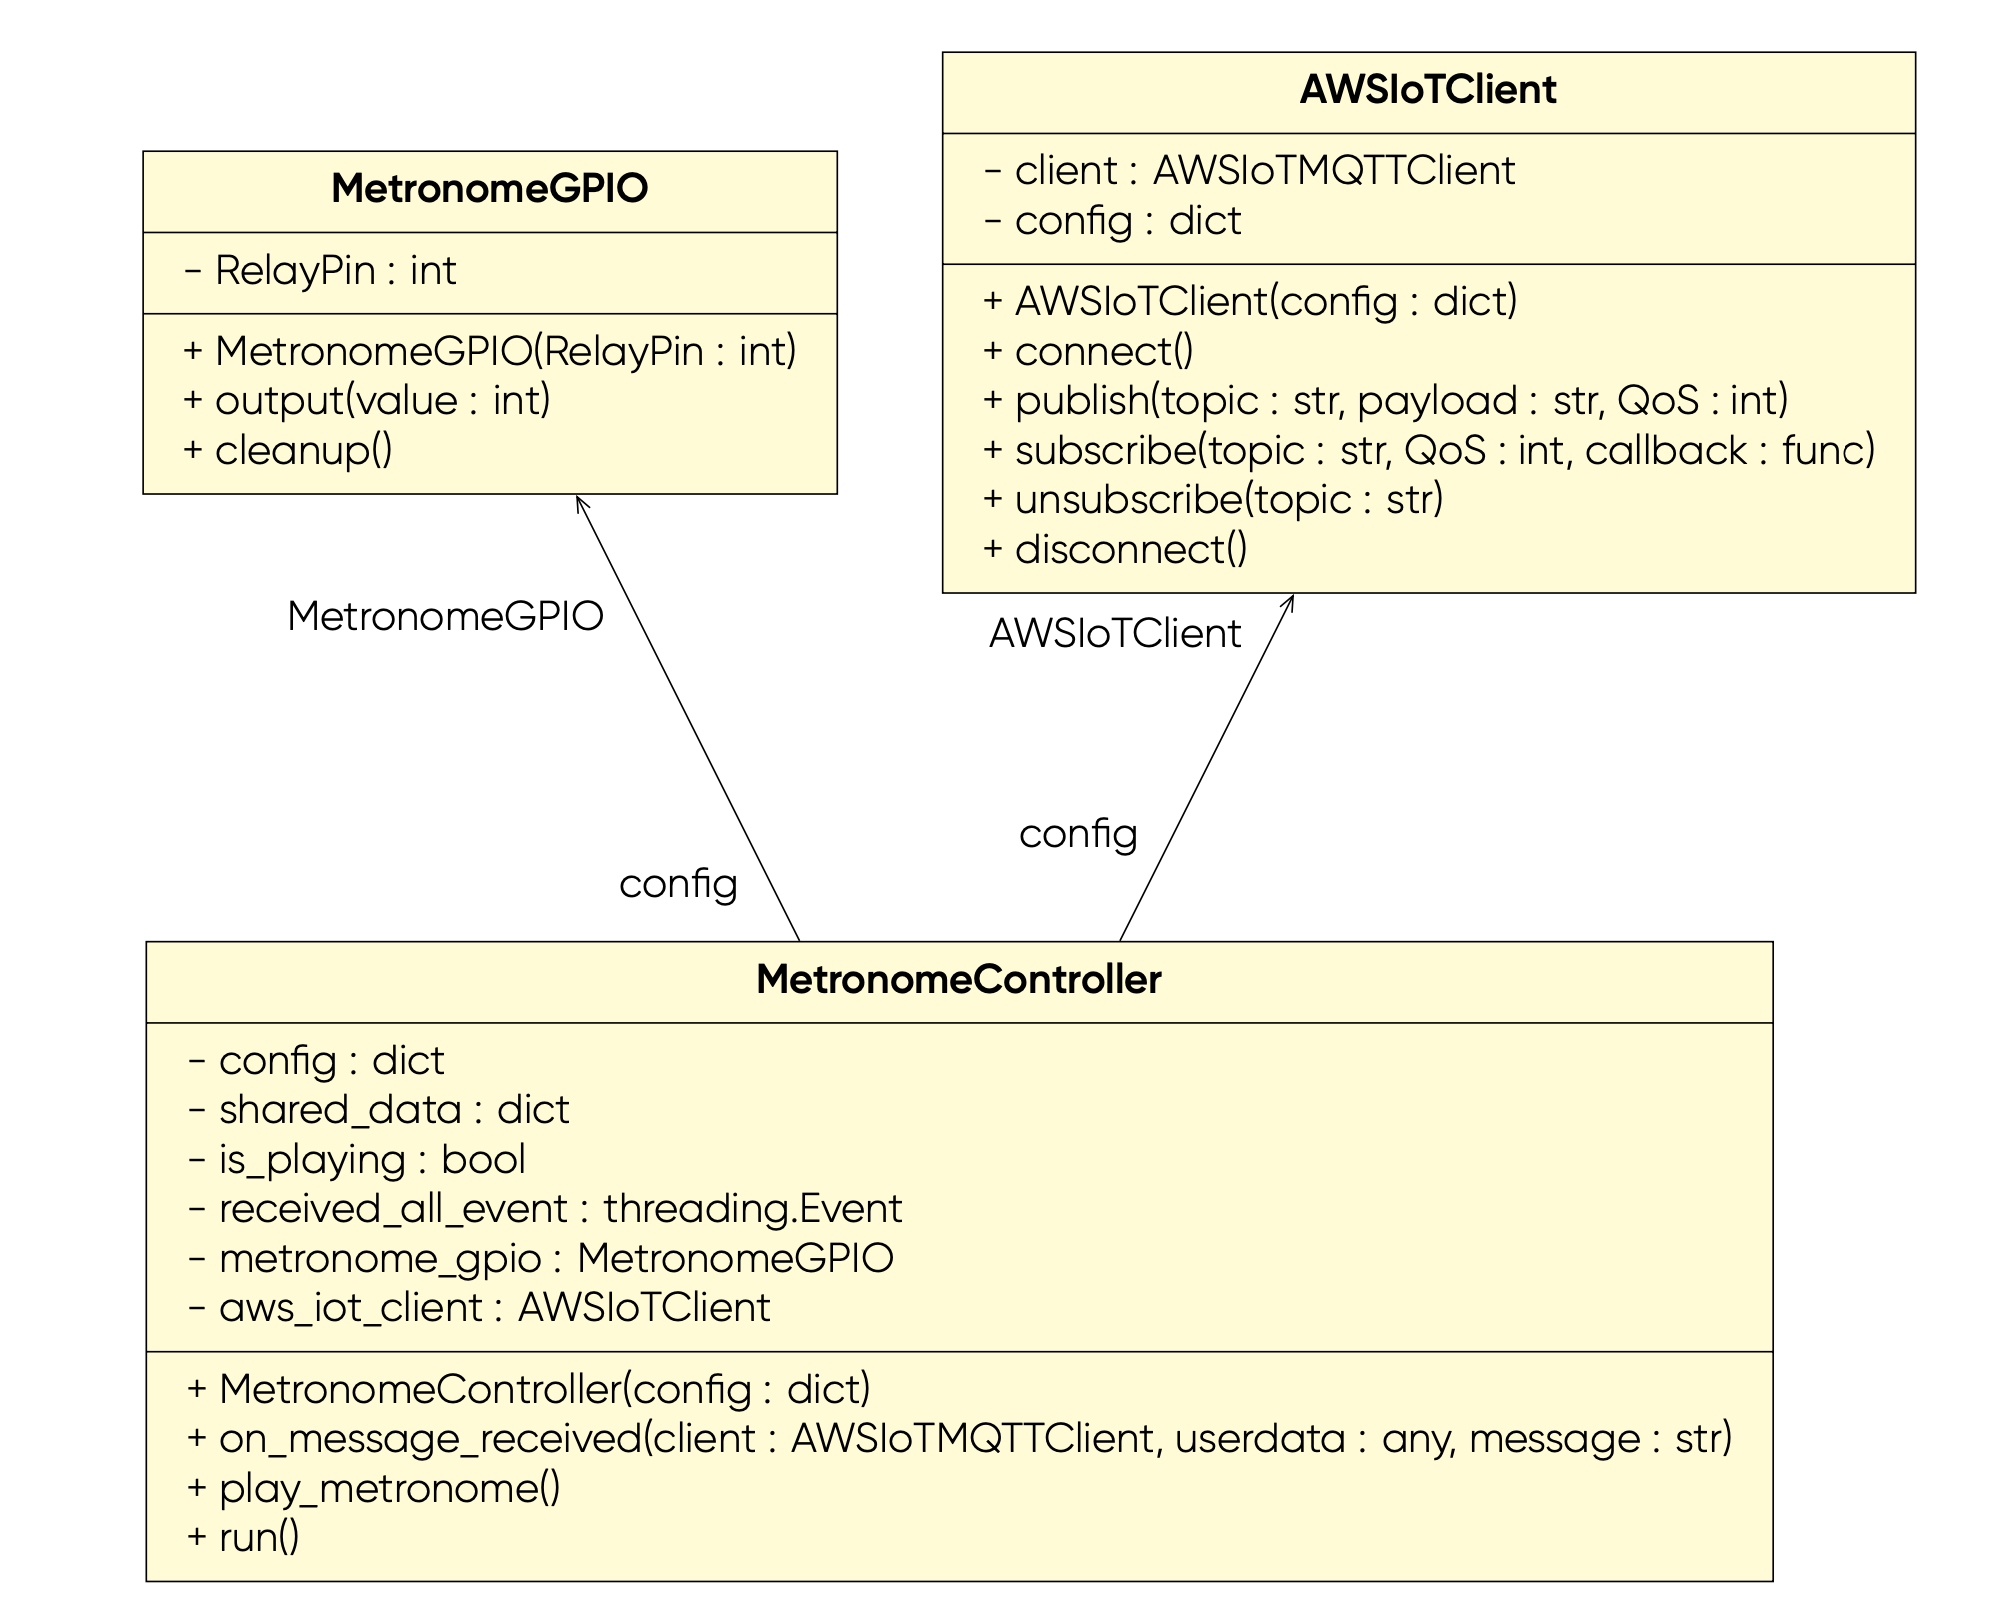 MetronomeGPIO
- RelayPin : int
+ MetronomeGPIO(RelayPin : int)
+ output(value : int)
+ cleanup()
AWSIoTClient
- client : AWSIoTMQTTClient
- config : dict
+ AWSIoTClient(config : dict)
+ connect()
+ publish(topic : str, payload : str, QoS : int)
+ subscribe(topic : str, QoS : int, callback : func)
+ unsubscribe(topic : str)
+ disconnect()
MetronomeGPIO
AWSIoTClient
config
config
MetronomeController
- config : dict
- shared_data : dict
- is_playing : bool
- received_all_event : threading.Event
- metronome_gpio : MetronomeGPIO
- aws_iot_client : AWSIoTClient
+ MetronomeController(config : dict)
+ on_message_received(client : AWSIoTMQTTClient, userdata : any, message : str)
+ play_metronome()
+ run()